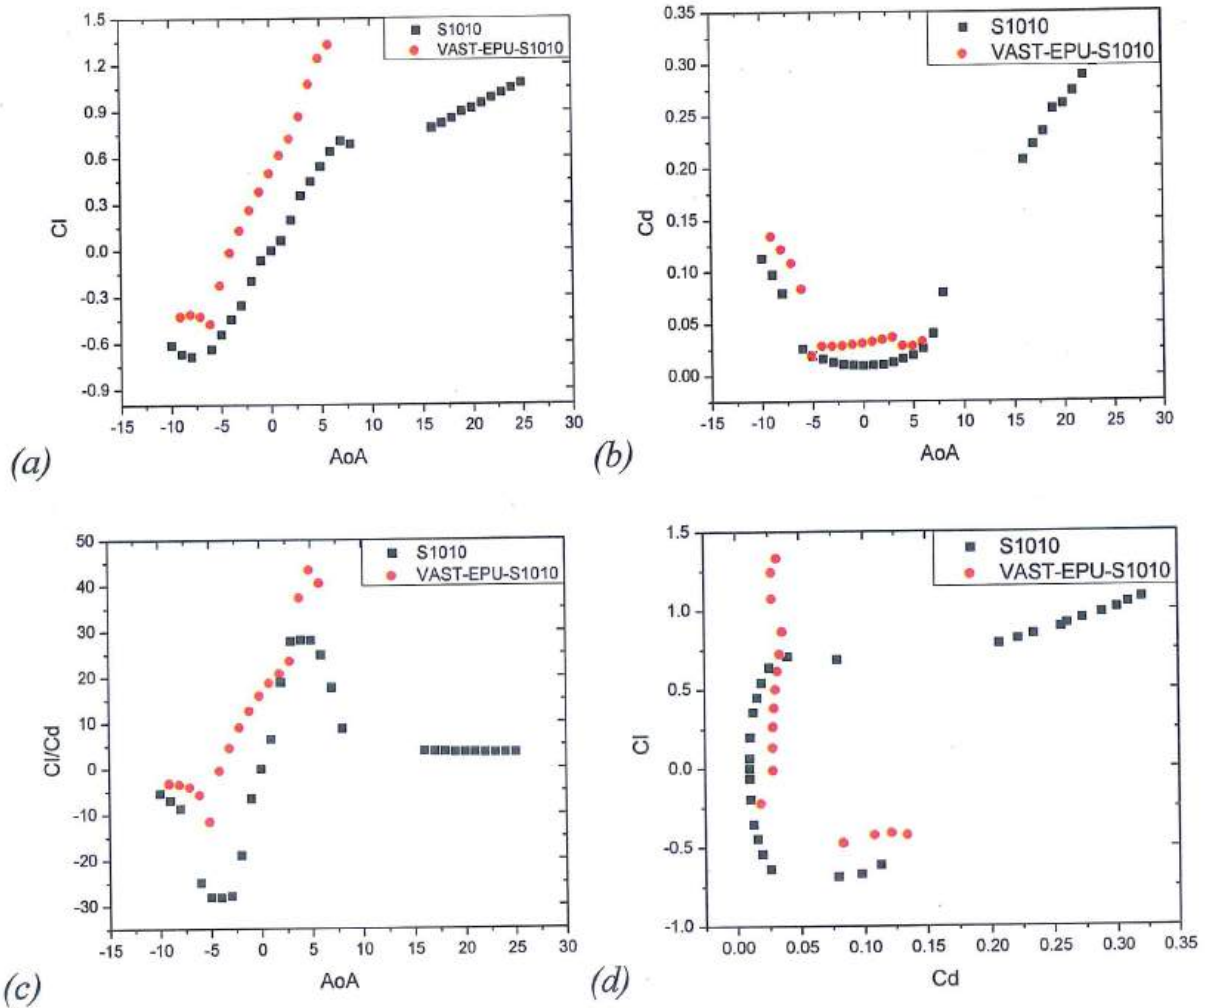 S1010
VAST-EPU-S1010
1.5
1.2
0.9
0.6
0.3
0.0
-0.3
-0.6
-0.9
Cl
-15 -10 -5 0 5 10 15 20 25 30
AoA
(a)
S1010
VAST-EPU-S1010
0.35
0.30
0.25
0.20
0.15
0.10
0.05
0.00
Cd
-15 -10 -5 0 5 10 15 20 25 30
AoA
(b)
S1010
VAST-EPU-S1010
50
40
30
20
10
0
-10
-20
-30
Cl/Cd
-15 -10 -5 0 5 10 15 20 25 30
AoA
(c)
S1010
VAST-EPU-S1010
1.5
1.0
0.5
0.0
-0.5
-1.0
Cl
0.00 0.05 0.10 0.15 0.20 0.25 0.30 0.35
Cd
(d)